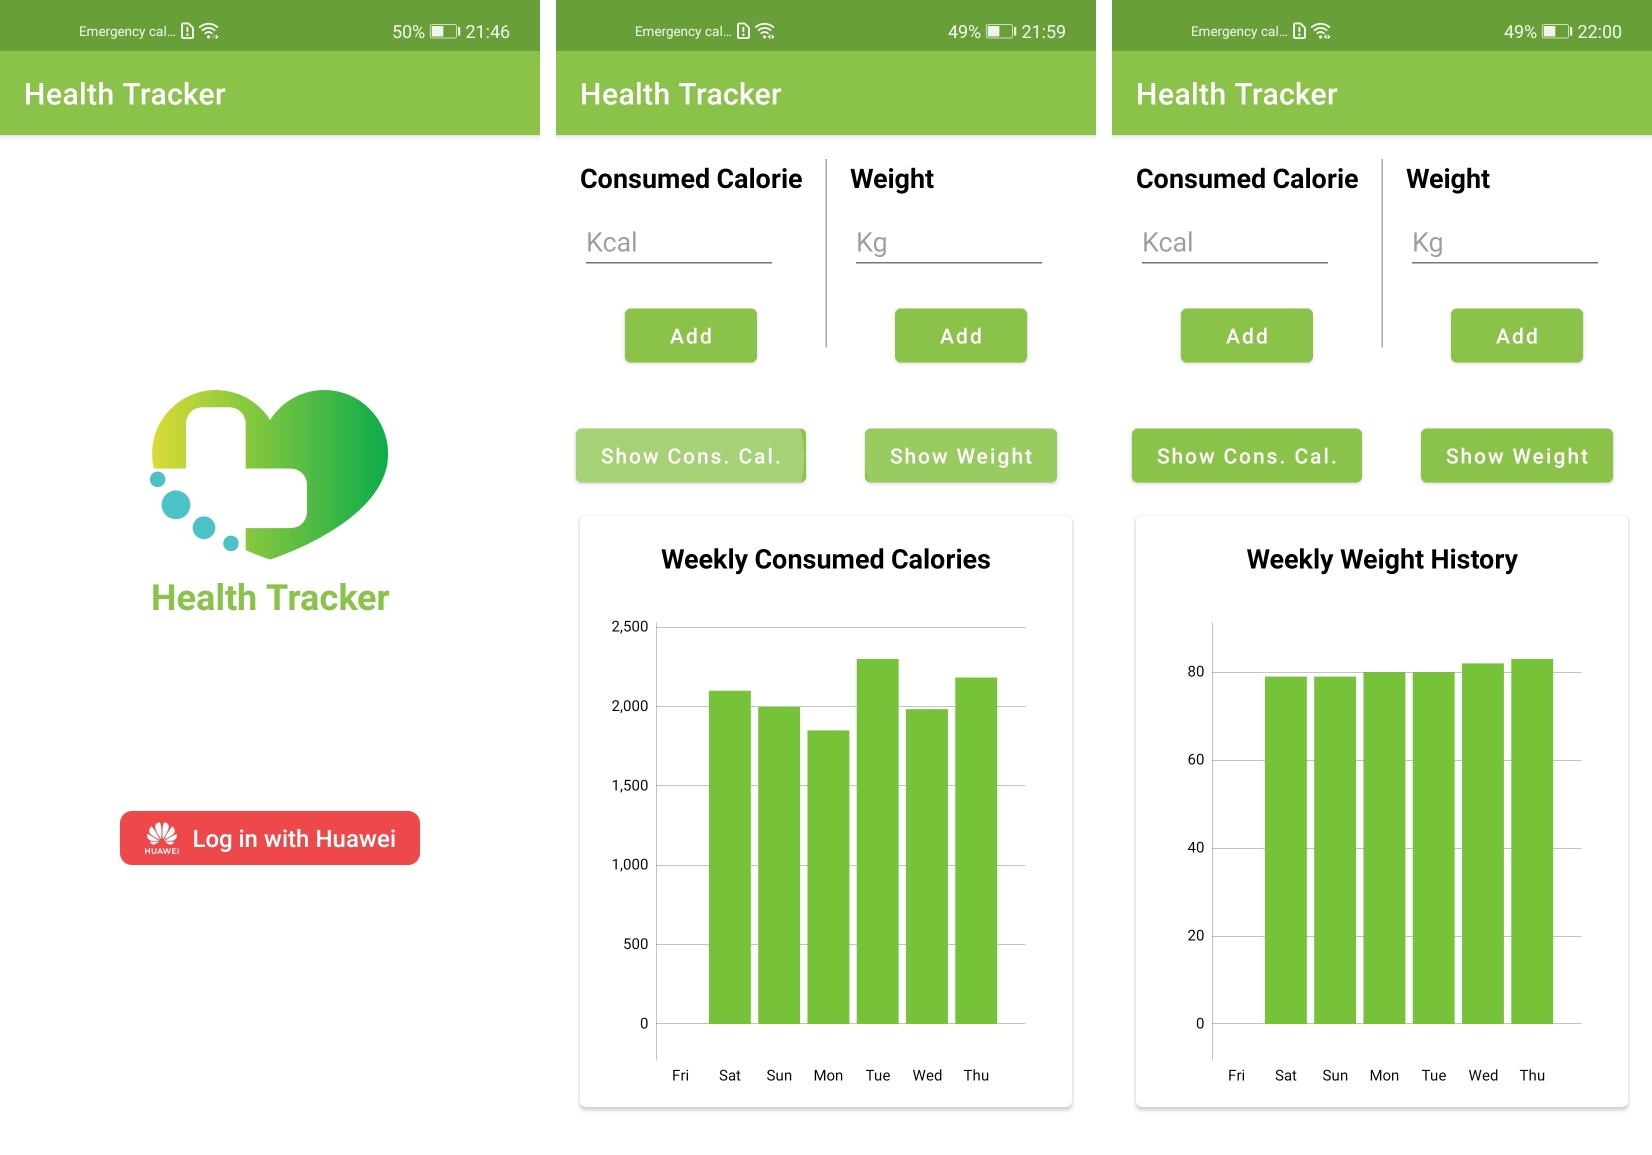 Emergency cal... 50% 21:46
Health Tracker
Health Tracker
HUAWEI Log in with Huawei
Emergency cal... 49% 21:59
Health Tracker
Consumed Calorie Weight
Kcal Kg
Add Add
Show Cons. Cal. Show Weight
Weekly Consumed Calories
2,500
2,000
1,500
1,000
500
0
Fri Sat Sun Mon Tue Wed Thu
Emergency cal... 49% 22:00
Health Tracker
Consumed Calorie Weight
Kcal Kg
Add Add
Show Cons. Cal. Show Weight
Weekly Weight History
80
60
40
20
0
Fri Sat Sun Mon Tue Wed Thu